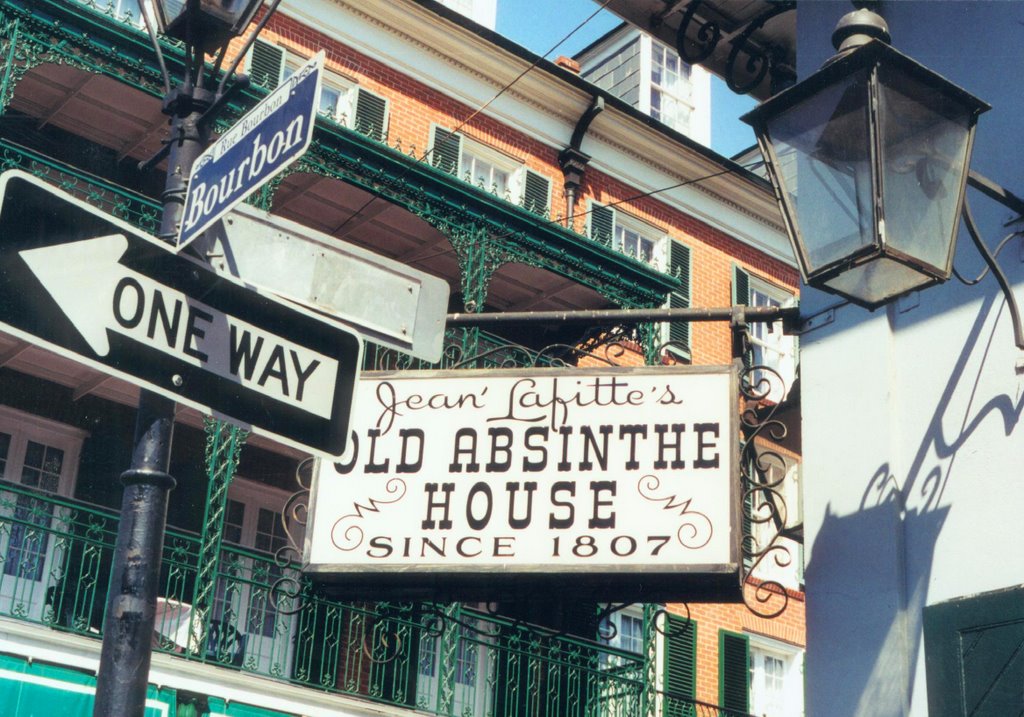 Rue Bourbon
Bourbon
ONE WAY
Jean Lafitte's
OLD ABSINTHE
HOUSE
SINCE 1807